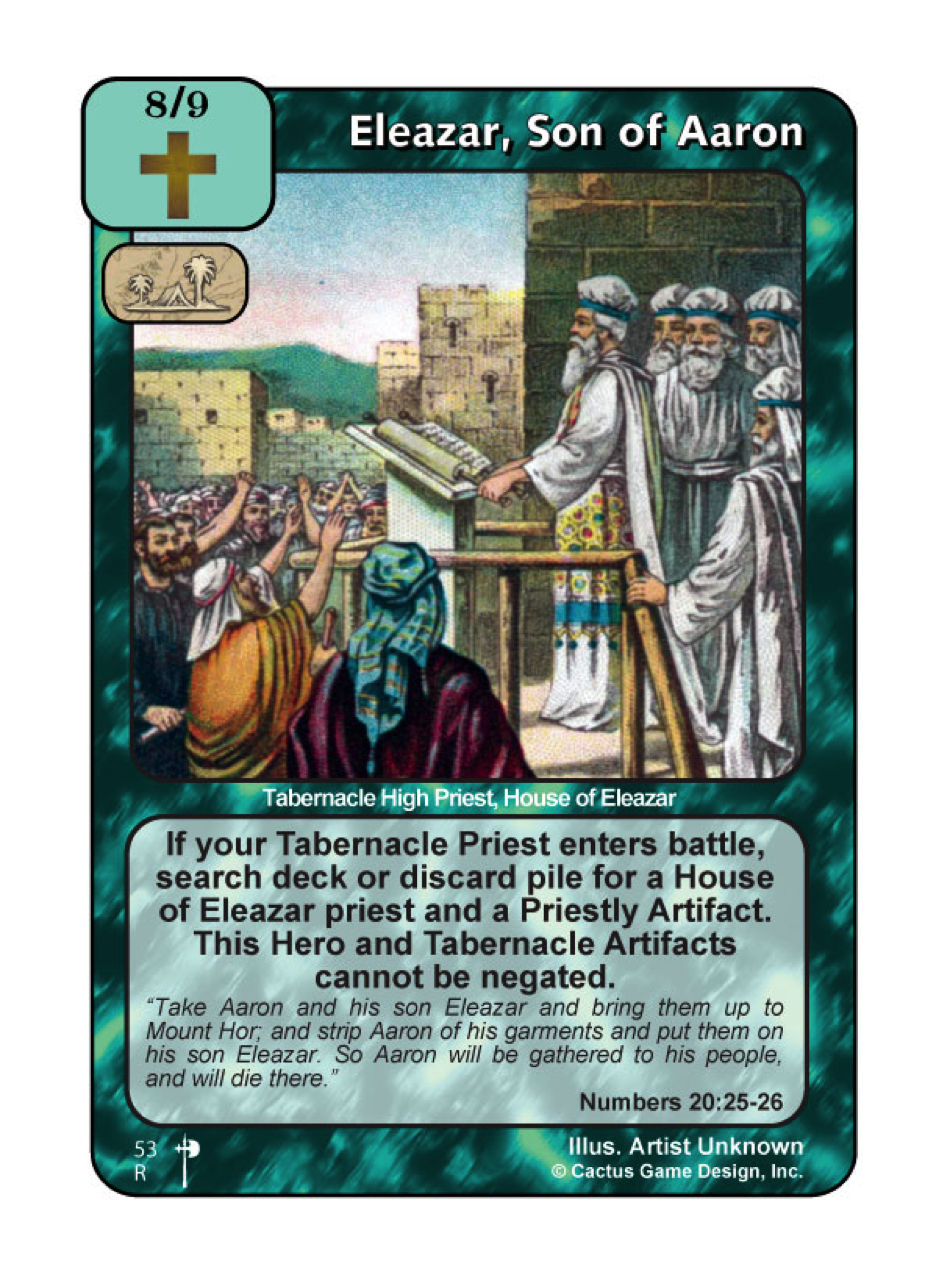 8/9
Eleazar, Son of Aaron
Tabernacle High Priest, House of Eleazar
If your Tabernacle Priest enters battle,
search deck or discard pile for a House
of Eleazar priest and a Priestly Artifact.
This Hero and Tabernacle Artifacts
cannot be negated.
“Take Aaron and his son Eleazar and bring them up to
Mount Hor; and strip Aaron of his garments and put them on
his son Eleazar. So Aaron will be gathered to his people,
and will die there.”
Numbers 20:25-26
53
R
Illus. Artist Unknown
© Cactus Game Design, Inc.